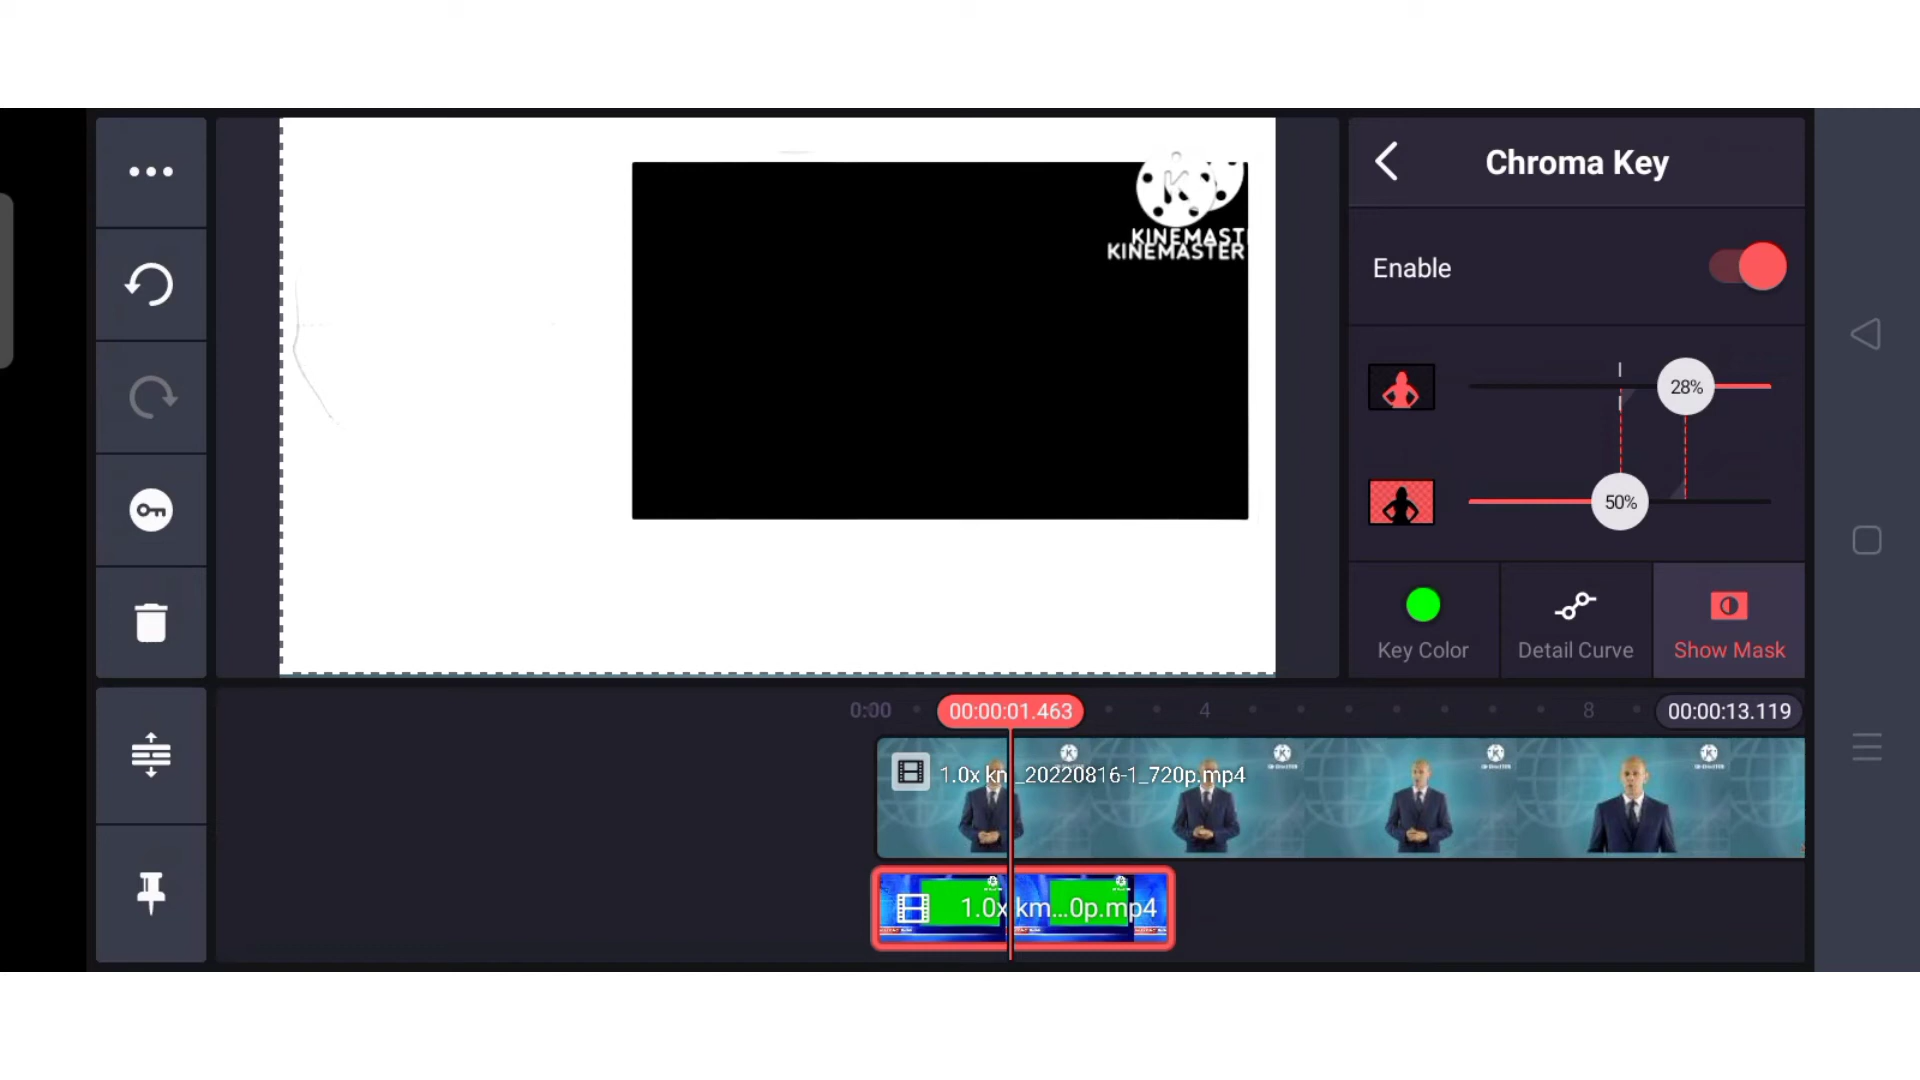 Chroma Key
K
KINEMAST
KINEMASTER
Enable
28%
50%
Key Color
Detail Curve
Show Mask
0:00
00:00:01.463
4
8
00:00:13.119
1.0x km_20220816-1_720p.mp4
1.0x km...0p.mp4